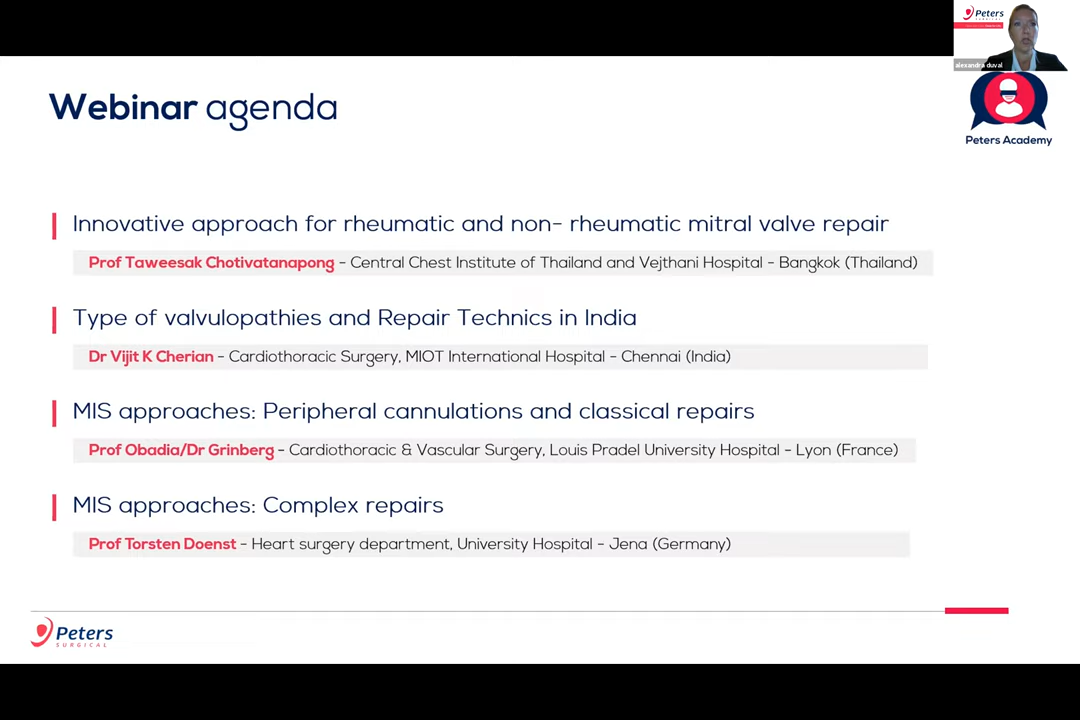 Peters
SURGICAL
alexandra duval
Webinar agenda
Peters Academy
Innovative approach for rheumatic and non- rheumatic mitral valve repair
Prof Taweesak Chotivatanapong - Central Chest Institute of Thailand and Vejthani Hospital - Bangkok (Thailand)
Type of valvulopathies and Repair Technics in India
Dr Vijit K Cherian - Cardiothoracic Surgery, MIOT International Hospital - Chennai (India)
MIS approaches: Peripheral cannulations and classical repairs
Prof Obadia/Dr Grinberg - Cardiothoracic & Vascular Surgery, Louis Pradel University Hospital - Lyon (France)
MIS approaches: Complex repairs
Prof Torsten Doenst - Heart surgery department, University Hospital - Jena (Germany)
Peters
SURGICAL